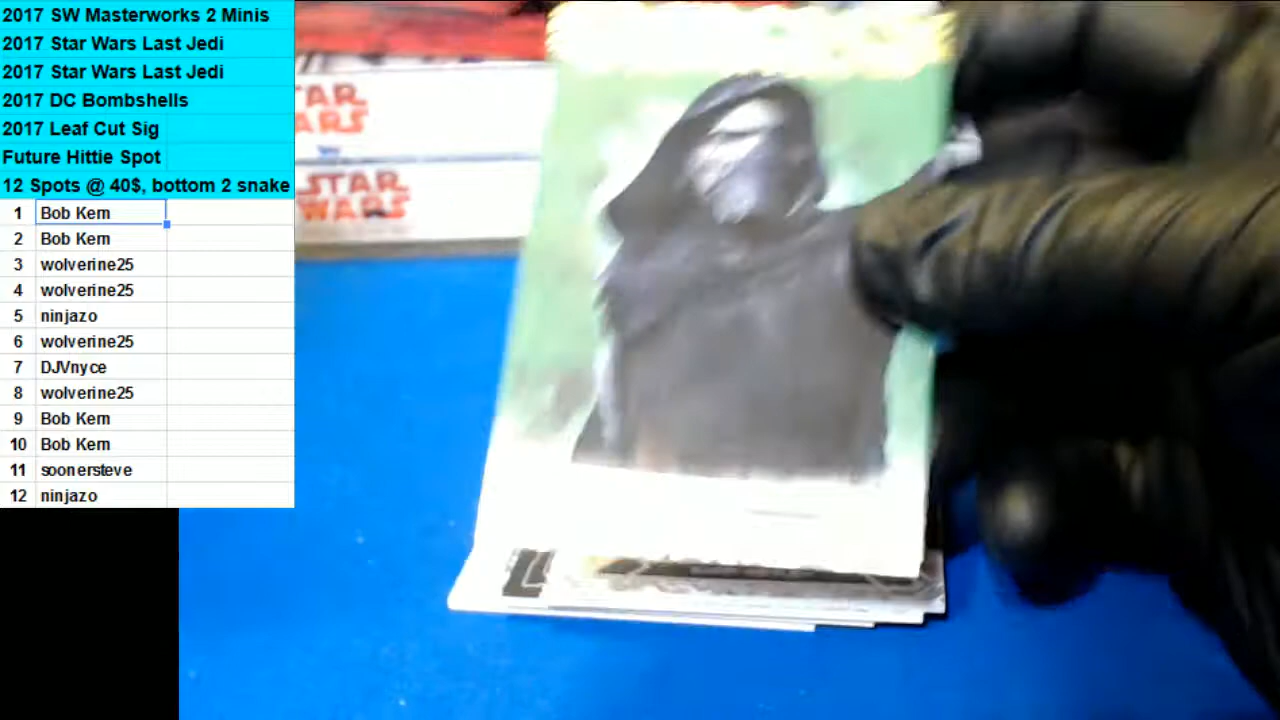 2017 SW Masterworks 2 Minis
2017 Star Wars Last Jedi
2017 Star Wars Last Jedi
2017 DC Bombshells
2017 Leaf Cut Sig
Future Hittie Spot
12 Spots @ 40$, bottom 2 snake
1 Bob Kern
2 Bob Kern
3 wolverine25
4 wolverine25
5 ninjazo
6 wolverine25
7 DJVnyce
8 wolverine25
9 Bob Kern
10 Bob Kern
11 soonersteve
12 ninjazo
TAR
ARS
STAR
WARS